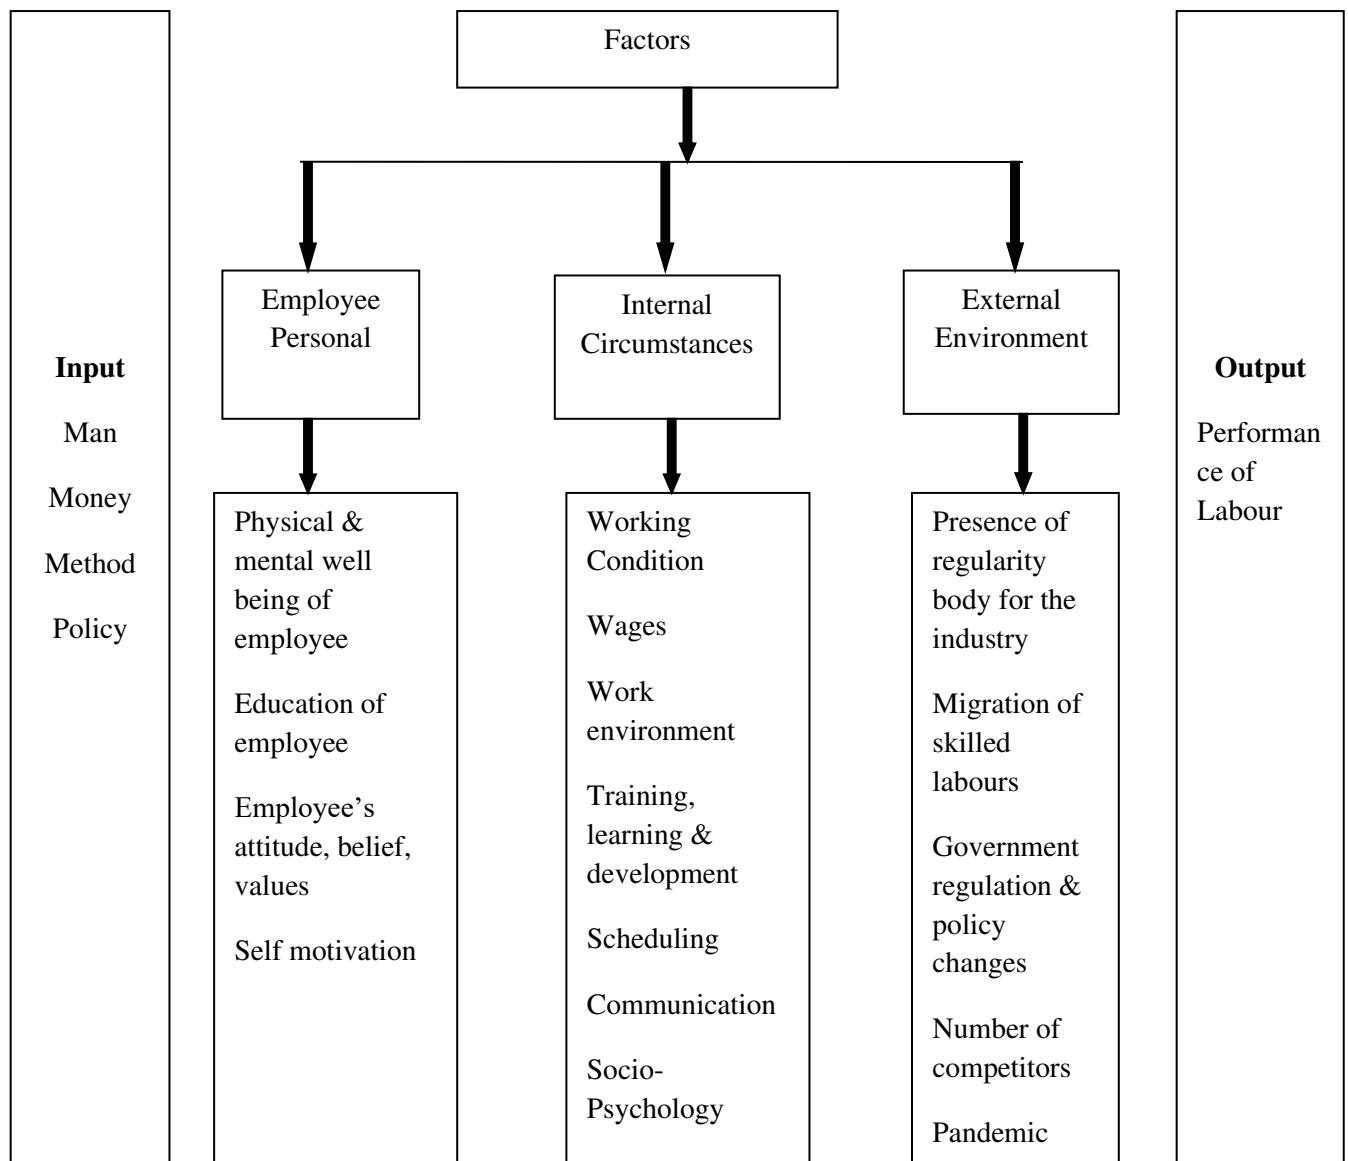 Factors
Input
Man
Money
Method
Policy
Employee
Personal
Physical &
mental well
being of
employee
Education of
employee
Employee’s
attitude, belief,
values
Self motivation
Internal
Circumstances
Working
Condition
Wages
Work
environment
Training,
learning &
development
Scheduling
Communication
Socio-
Psychology
External
Environment
Presence of
regularity
body for the
industry
Migration of
skilled
labours
Government
regulation &
policy
changes
Number of
competitors
Pandemic
Output
Performan
ce of
Labour